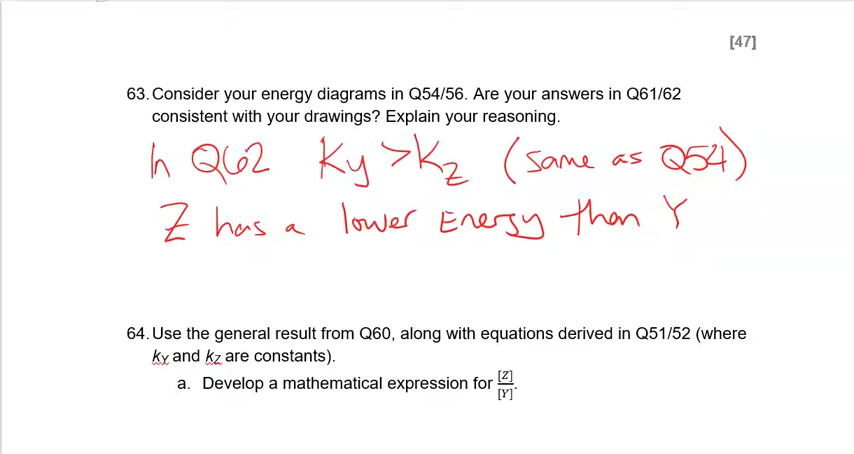 [47]
63. Consider your energy diagrams in Q54/56. Are your answers in Q61/62
consistent with your drawings? Explain your reasoning.
In Q62 Ky > Kz (same as Q54)
Z has a lower Energy than Y
64. Use the general result from Q60, along with equations derived in Q51/52 (where
kY and kZ are constants).
a. Develop a mathematical expression for [Z]/[Y].